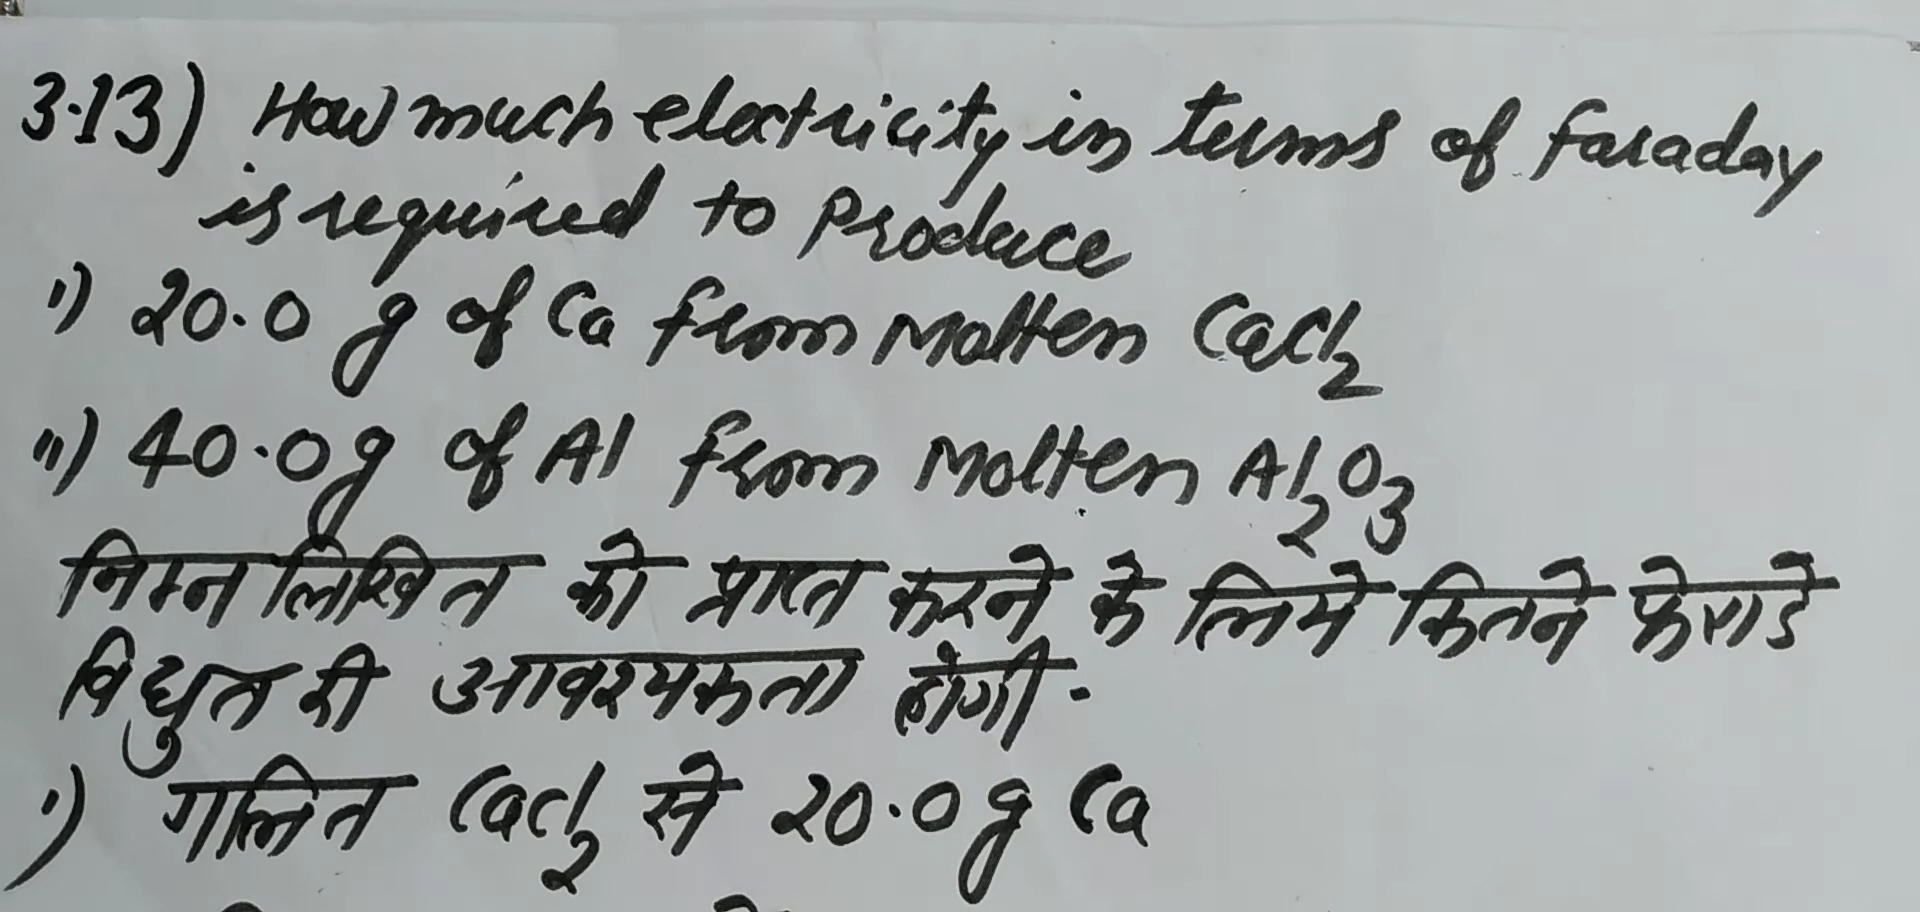 3.13) How much electricity in terms of faraday
is required to Produce
i) 20.0 g of Ca from Molten CaCl2
ii) 40.0g of Al from Molten Al2O3
निम्नलिखित को प्राप्त करने के लिये कितने फेराडे
विद्युत की आवश्यकता होगी.
i) गलित CaCl2 से 20.0g Ca